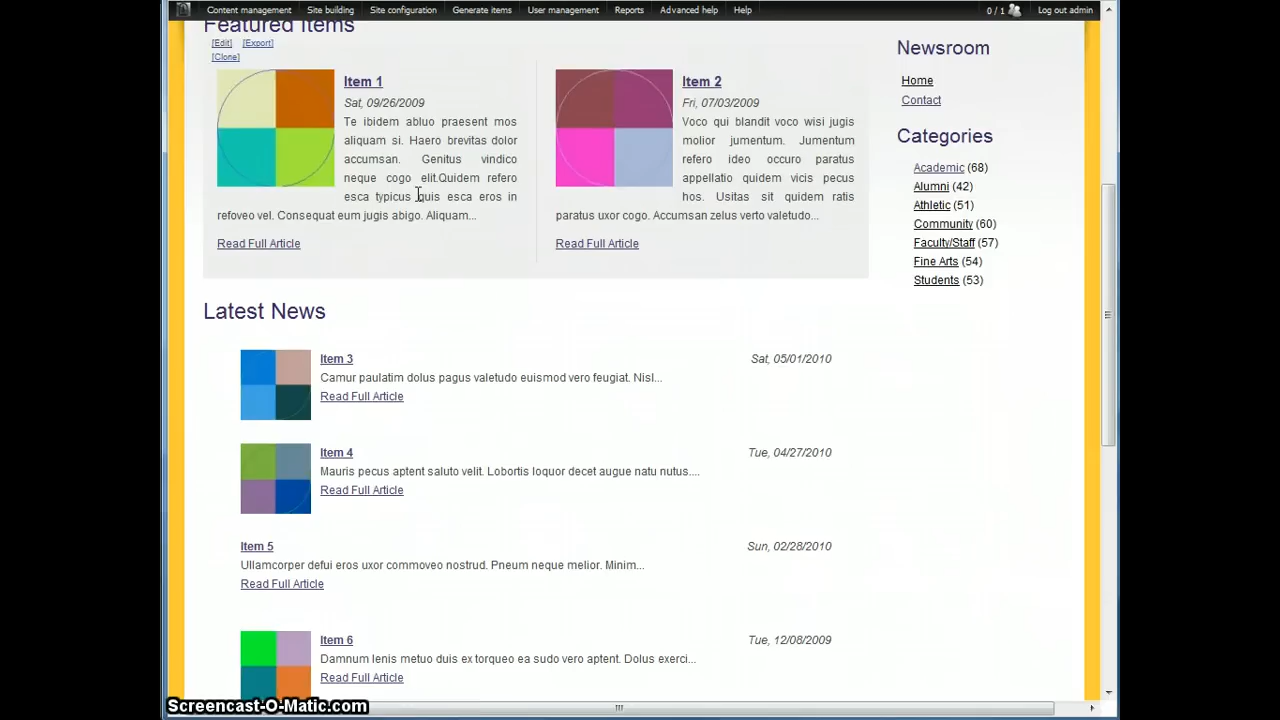 Content management Site building Site configuration Generate items User management Reports Advanced help Help 0 / 1 Log out admin
Featured Items
[Edit] [Export]
[Clone]
Item 1
Sat, 09/26/2009
Te ibidem abluo praesent mos
aliquam si. Haero brevitas dolor
accumsan. Genitus vindico
neque cogo elit.Quidem refero
esca typicus quis esca eros in
refoveo vel. Consequat eum jugis abigo. Aliquam...
Read Full Article
Item 2
Fri, 07/03/2009
Voco qui blandit voco wisi jugis
molior jumentum. Jumentum
refero ideo occuro paratus
appellatio quidem vicis pecus
hos. Usitas sit quidem ratis
paratus uxor cogo. Accumsan zelus verto valetudo...
Read Full Article
Newsroom
Home
Contact
Categories
Academic (68)
Alumni (42)
Athletic (51)
Community (60)
Faculty/Staff (57)
Fine Arts (54)
Students (53)
Latest News
Item 3 Sat, 05/01/2010
Camur paulatim dolus pagus valetudo euismod vero feugiat. Nisl...
Read Full Article
Item 4 Tue, 04/27/2010
Mauris pecus aptent saluto velit. Lobortis loquor decet augue natu nutus....
Read Full Article
Item 5 Sun, 02/28/2010
Ullamcorper defui eros uxor commoveo nostrud. Pneum neque melior. Minim...
Read Full Article
Item 6 Tue, 12/08/2009
Damnum lenis metuo duis ex torqueo ea sudo vero aptent. Dolus exerci...
Read Full Article
Screencast-O-Matic.com